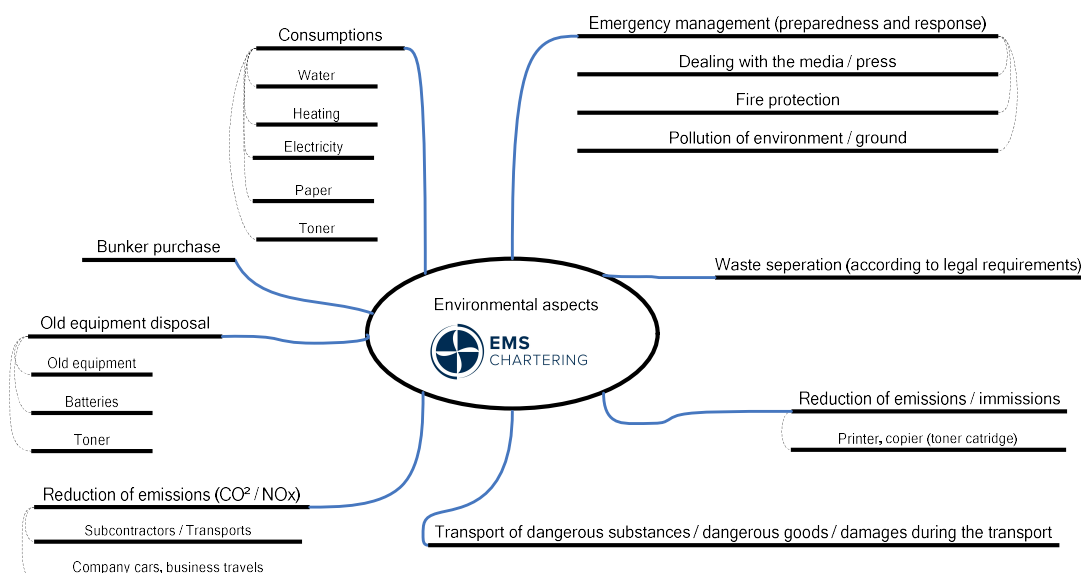 Consumptions
Water
Heating
Electricity
Paper
Toner
Emergency management (preparedness and response)
Dealing with the media / press
Fire protection
Pollution of environment / ground
Bunker purchase
Waste seperation (according to legal requirements)
Environmental aspects
EMS
CHARTERING
Old equipment disposal
Old equipment
Batteries
Toner
Reduction of emissions / immissions
Printer, copier (toner catridge)
Reduction of emissions (CO² / NOx)
Subcontractors / Transports
Company cars, business travels
Transport of dangerous substances / dangerous goods / damages during the transport